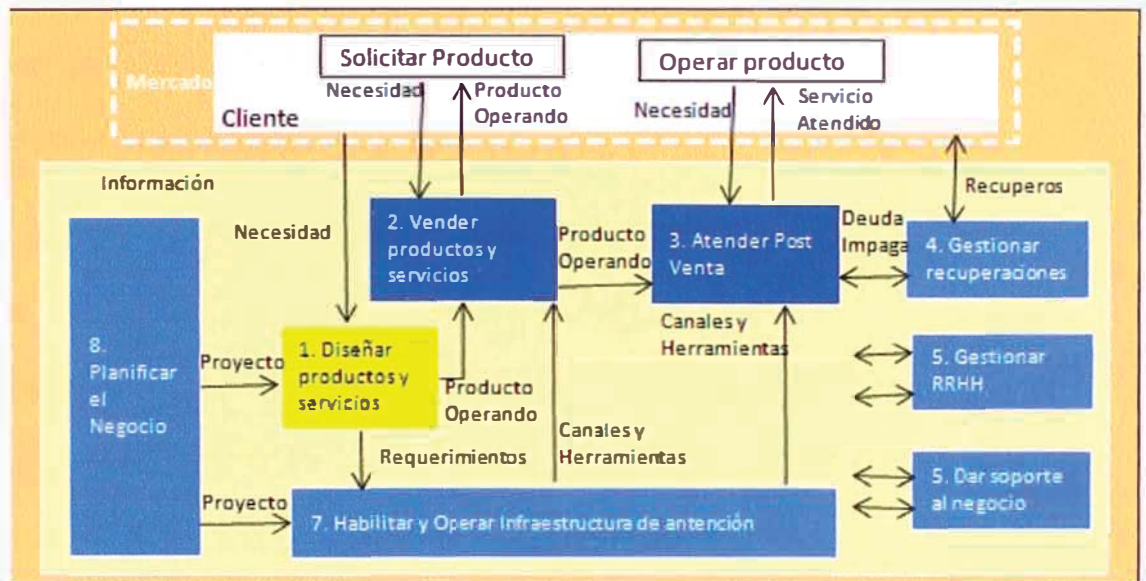 Solicitar Producto
Operar producto
Mercado
Necesidad
Producto
Operando
Necesidad
Servicio
Atendido
Cliente
Información
Recuperos
Necesidad
2. Vender
productos y
servicios
Producto
Operando
3. Atender Post
Venta
Deuda
Impaga
4. Gestionar
recuperaciones
8.
Planificar
el
Negocio
Proyecto
1. Diseñar
productos y
servicios
Producto
Operando
Canales y
Herramientas
5. Gestionar
RRHH
Requerimientos
Canales y
Herramientas
Proyecto
7. Habilitar y Operar Infraestructura de antención
5. Dar soporte
al negocio